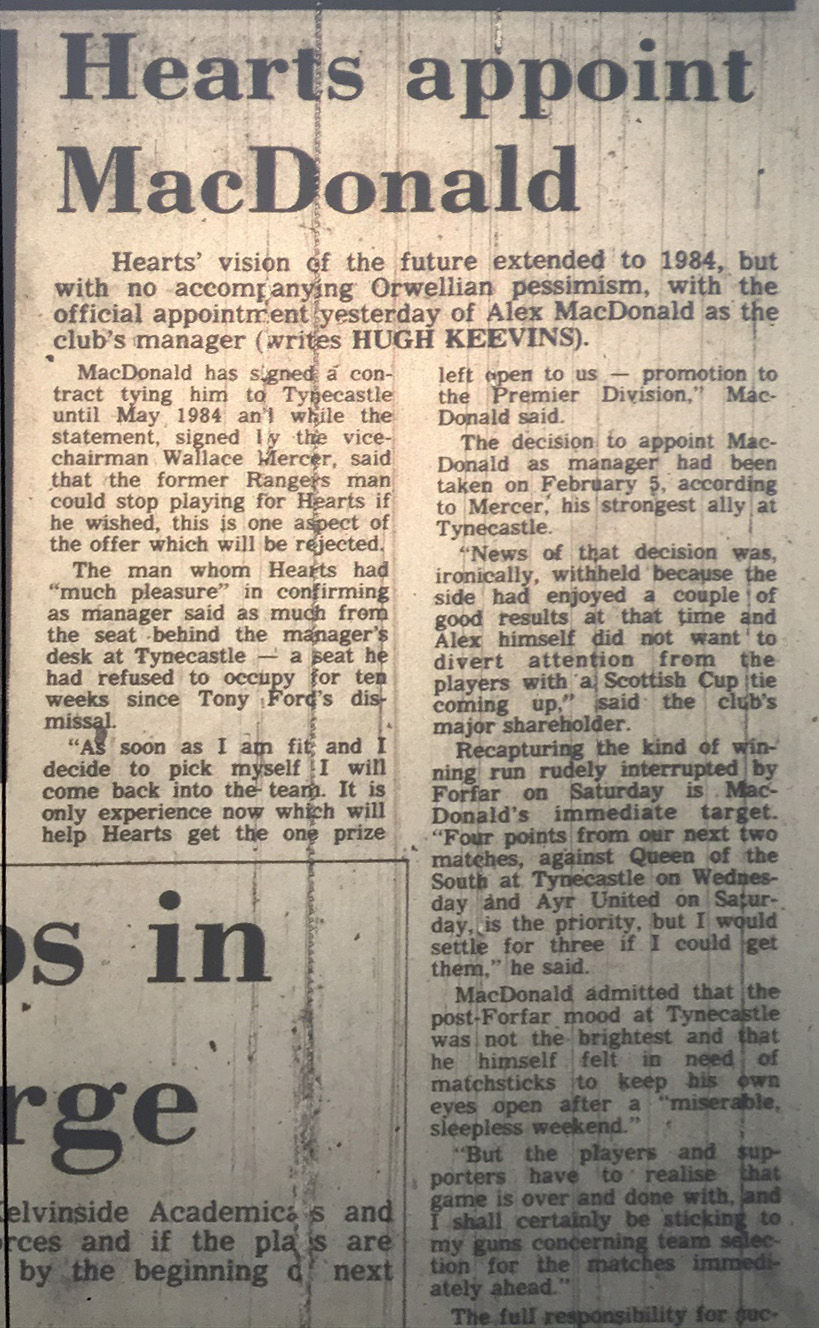 Hearts appoint
MacDonald
Hearts' vision of the future extended to 1984, but
with no accompanying Orwellian pessimism, with the
official appointment yesterday of Alex MacDonald as the
club's manager (writes HUGH KEEVINS).
MacDonald has signed a con-
tract tying him to Tynecastle
until May 1984 and while the
statement, signed by the vice-
chairman Wallace Mercer, said
that the former Rangers man
could stop playing for Hearts if
he wished, this is one aspect of
the offer which will be rejected.
The man whom Hearts had
"much pleasure" in confirming
as manager said as much from
the seat behind the manager's
desk at Tynecastle — a seat he
had refused to occupy for ten
weeks since Tony Ford's dis-
missal.
"As soon as I am fit and I
decide to pick myself I will
come back into the team. It is
only experience now which will
help Hearts get the one prize
left open to us — promotion to
the Premier Division," Mac-
Donald said.
The decision to appoint Mac-
Donald as manager had been
taken on February 5, according
to Mercer, his strongest ally at
Tynecastle.
"News of that decision was,
ironically, withheld because the
side had enjoyed a couple of
good results at that time and
Alex himself did not want to
divert attention from the
players with a Scottish Cup tie
coming up," said the club's
major shareholder.
Recapturing the kind of win-
ning run rudely interrupted by
Forfar on Saturday is Mac-
Donald's immediate target.
"Four points from our next two
matches, against Queen of the
South at Tynecastle on Wednes-
day and Ayr United on Satur-
day, is the priority, but I would
settle for three if I could get
them," he said.
MacDonald admitted that the
post-Forfar mood at Tynecastle
was not the brightest and that
he himself felt in need of
matchsticks to keep his own
eyes open after a "miserable,
sleepless weekend."
"But the players and sup-
porters have to realise that
game is over and done with, and
I shall certainly be sticking to
my guns concerning team selec-
tion for the matches immedi-
ately ahead."
The full responsibility for suc-
os in
rge
elvinside Academicals and
rces and if the plans are
by the beginning of next